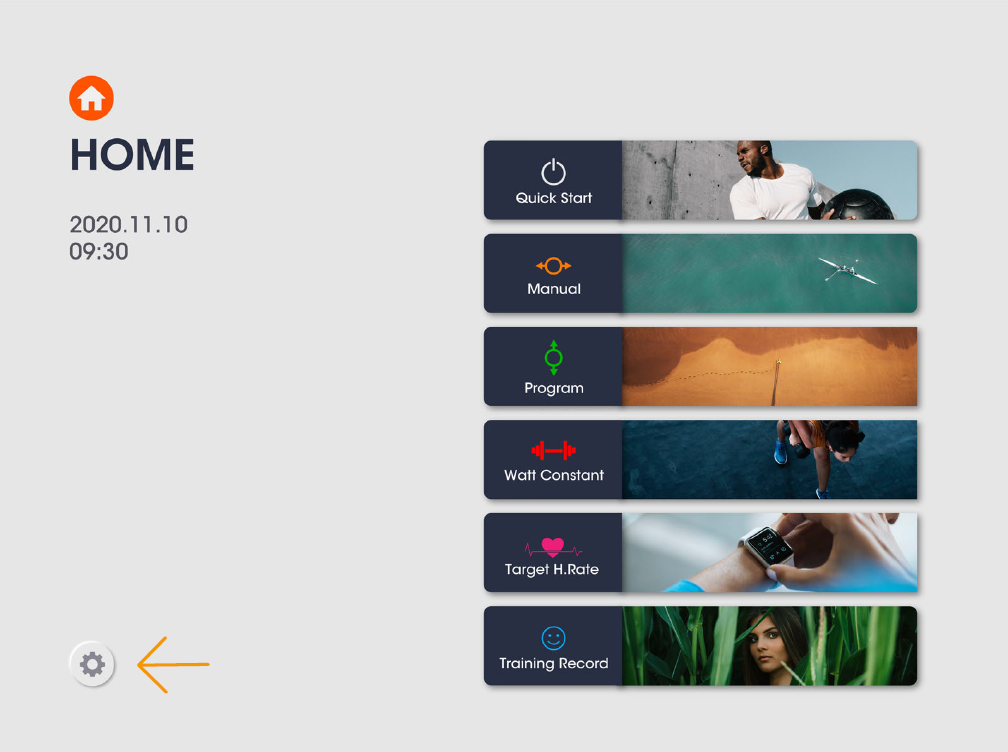 HOME
2020.11.10
09:30
Quick Start
Manual
Program
Watt Constant
Target H.Rate
Training Record